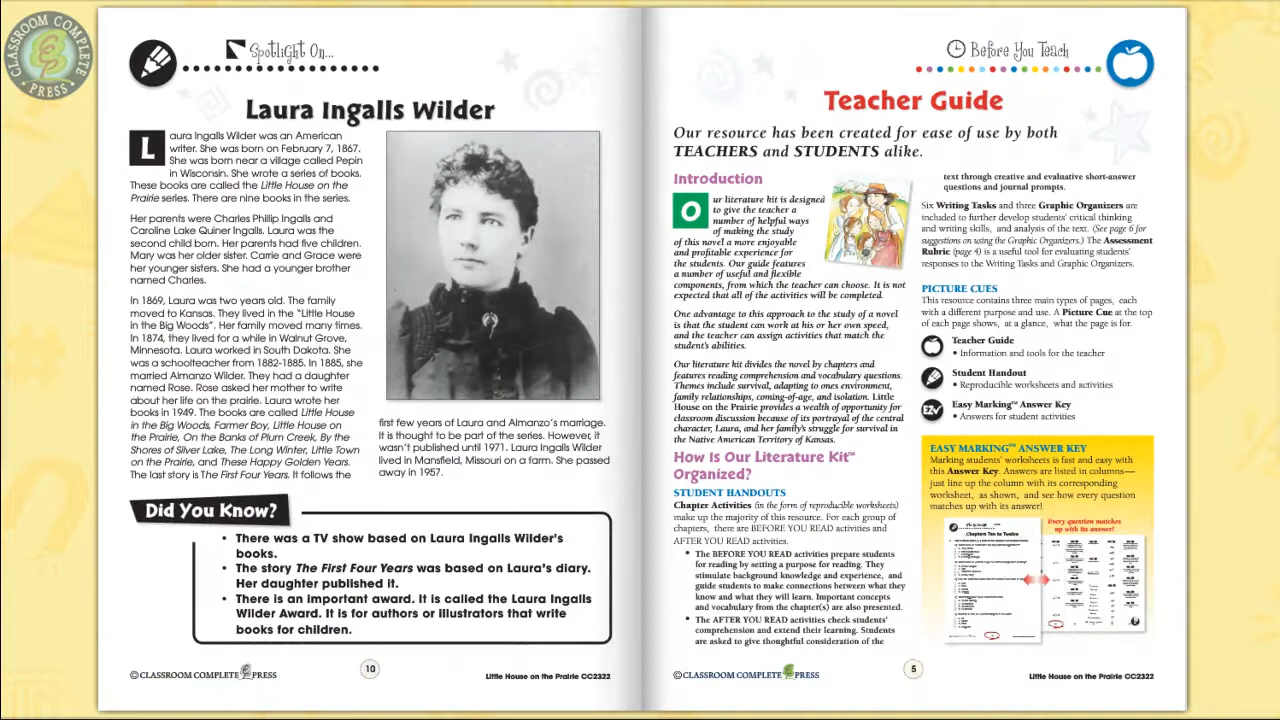 CLASSROOM COMPLETE
PRESS
Spotlight On...
Laura Ingalls Wilder
Laura Ingalls Wilder was an American
writer. She was born on February 7, 1867.
She was born near a village called Pepin
in Wisconsin. She wrote a series of books.
These books are called the Little House on the
Prairie series. There are nine books in the series.
Her parents were Charles Phillip Ingalls and
Caroline Lake Quiner Ingalls. Laura was the
second child born. Her parents had five children.
Mary was her older sister. Carrie and Grace were
her younger sisters. She had a younger brother
named Charles.
In 1869, Laura was two years old. The family
moved to Kansas. They lived in the "Little House
in the Big Woods". Her family moved many times.
In 1874, they lived for a while in Walnut Grove,
Minnesota. Laura worked in South Dakota. She
was a schoolteacher from 1882-1885. In 1885, she
married Almanzo Wilder. They had a daughter
named Rose. Rose asked her mother to write
about her life on the prairie. Laura wrote her
books in 1949. The books are called Little House
in the Big Woods, Farmer Boy, Little House on
the Prairie, On the Banks of Plum Creek, By the
Shores of Silver Lake, The Long Winter, Little Town
on the Prairie, and These Happy Golden Years.
The last story is The First Four Years. It follows the
first few years of Laura and Almanzo's marriage.
It is thought to be part of the series. However, it
wasn't published until 1971. Laura Ingalls Wilder
lived in Mansfield, Missouri on a farm. She passed
away in 1957.
Did You Know?
• There was a TV show based on Laura Ingalls Wilder's
books.
• The story The First Four Years was based on Laura's diary.
Her daughter published it.
• There is an important award. It is called the Laura Ingalls
Wilder Award. It is for authors or illustrators that write
books for children.
©CLASSROOM COMPLETE PRESS
10
Little House on the Prairie CC2322
Before You Teach
Teacher Guide
Our resource has been created for ease of use by both
TEACHERS and STUDENTS alike.
Introduction
Our literature kit is designed
to give the teacher a
number of helpful ways
of making the study
of this novel a more enjoyable
and profitable experience for
the students. Our guide features
a number of useful and flexible
components, from which the teacher can choose. It is not
expected that all of the activities will be completed.
One advantage to this approach to the study of a novel
is that the student can work at his or her own speed,
and the teacher can assign activities that match the
student's abilities.
Our literature kit divides the novel by chapters and
features reading comprehension and vocabulary questions.
Themes include survival, adapting to ones environment,
family relationships, coming-of-age, and isolation. Little
House on the Prairie provides a wealth of opportunity for
classroom discussion because of its portrayal of the central
character, Laura, and her family's struggle for survival in
the Native American Territory of Kansas.
How Is Our Literature Kit™
Organized?
STUDENT HANDOUTS
Chapter Activities (in the form of reproducible worksheets)
make up the majority of this resource. For each group of
chapters, there are BEFORE YOU READ activities and
AFTER YOU READ activities.
• The BEFORE YOU READ activities prepare students
for reading by setting a purpose for reading. They
stimulate background knowledge and experience, and
guide students to make connections between what they
know and what they will learn. Important concepts
and vocabulary from the chapter(s) are also presented.
• The AFTER YOU READ activities check students'
comprehension and extend their learning. Students
are asked to give thoughtful consideration of the
text through creative and evaluative short-answer
questions and journal prompts.
Six Writing Tasks and three Graphic Organizers are
included to further develop students' critical thinking
and writing skills, and analysis of the text. (See page 6 for
suggestions on using the Graphic Organizers.) The Assessment
Rubric (page 4) is a useful tool for evaluating students'
responses to the Writing Tasks and Graphic Organizers.
PICTURE CUES
This resource contains three main types of pages, each
with a different purpose and use. A Picture Cue at the top
of each page shows, at a glance, what the page is for.
Teacher Guide
• Information and tools for the teacher
Student Handout
• Reproducible worksheets and activities
EZ✓
Easy Marking™ Answer Key
• Answers for student activities
EASY MARKING™ ANSWER KEY
Marking students' worksheets is fast and easy with
this Answer Key. Answers are listed in columns—
just line up the column with its corresponding
worksheet, as shown, and see how every question
matches up with its answer!
Every question matches
up with its answer!
Chapters Ten to Twelve
©CLASSROOM COMPLETE PRESS
5
Little House on the Prairie CC2322